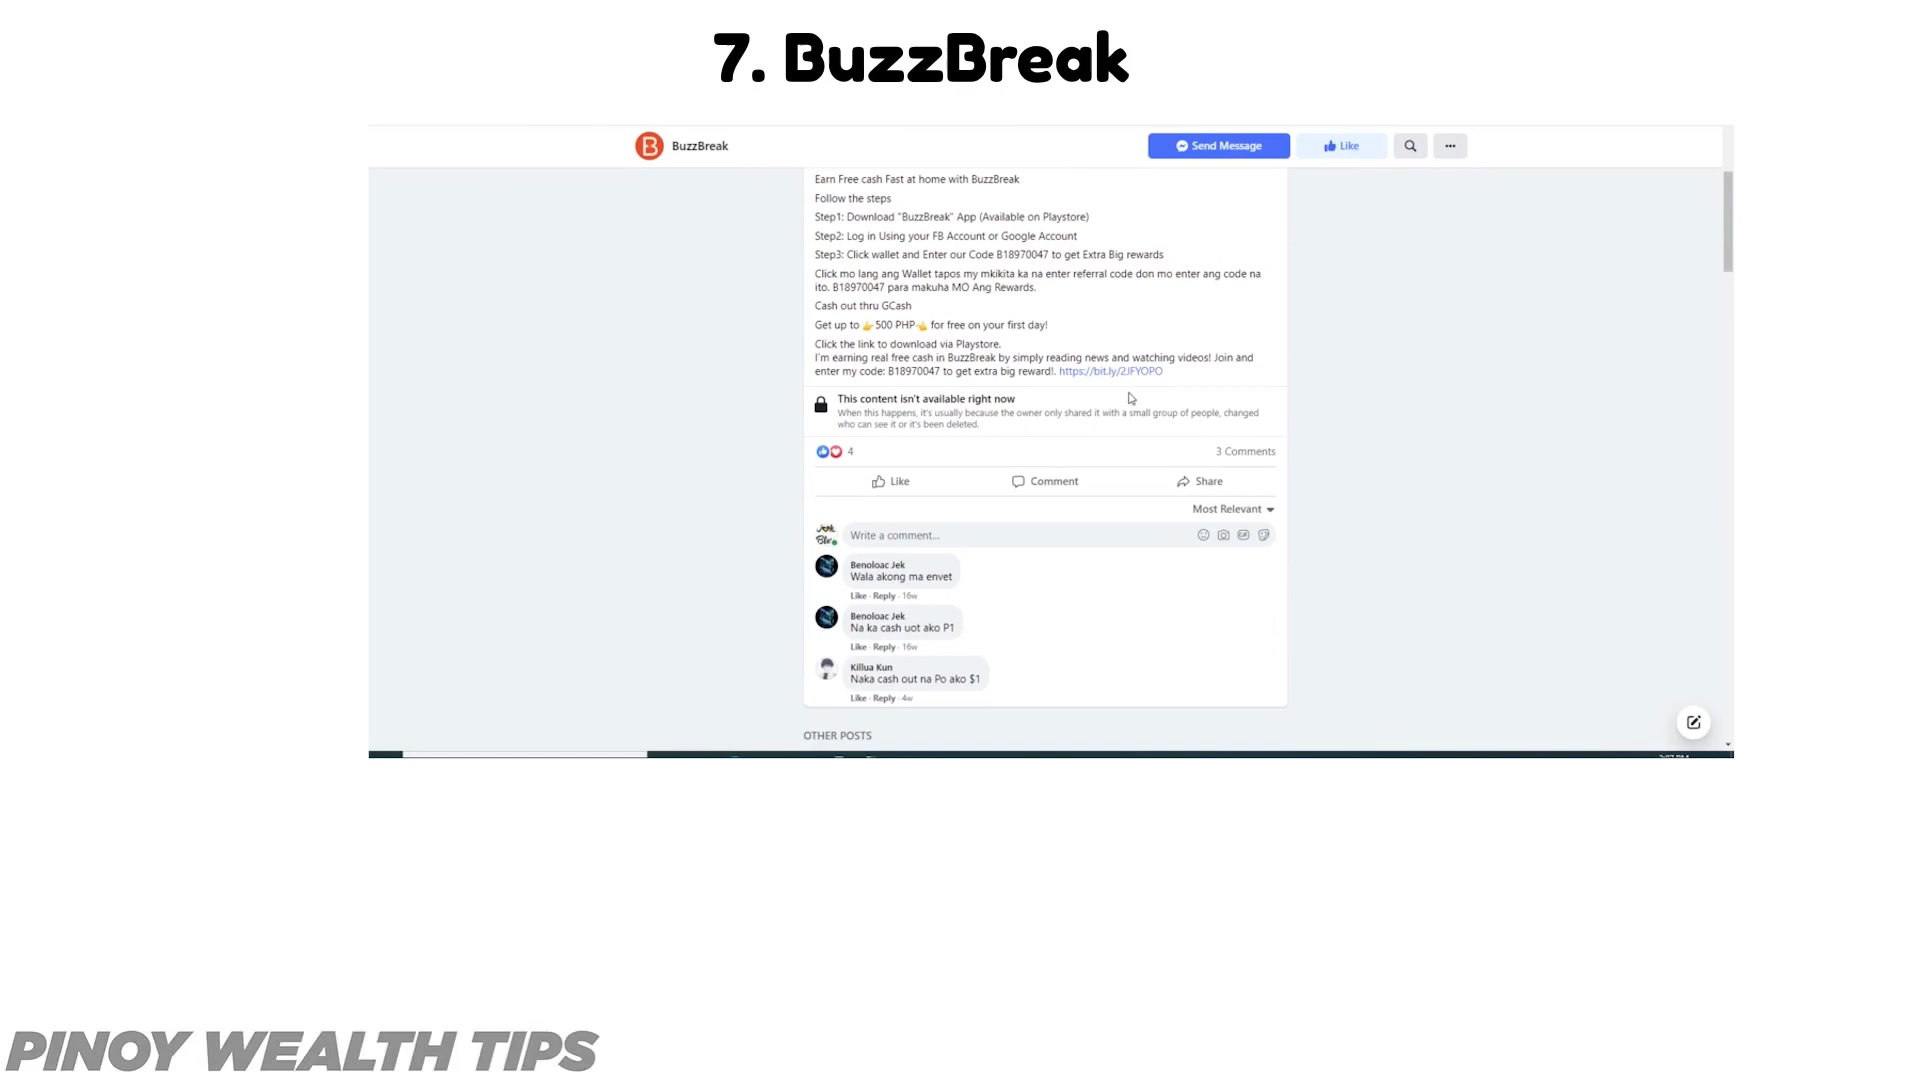 7. BuzzBreak
BuzzBreak
Send Message
Like
Earn Free cash Fast at home with BuzzBreak
Follow the steps
Step1: Download "BuzzBreak" App (Available on Playstore)
Step2: Log in Using your FB Account or Google Account
Step3: Click wallet and Enter our Code B18970047 to get Extra Big rewards
Click mo lang ang Wallet tapos my mkikita ka na enter referral code don mo enter ang code na
ito. B18970047 para makuha MO Ang Rewards.
Cash out thru GCash
Get up to 👉500 PHP👈 for free on your first day!
Click the link to download via Playstore.
I'm earning real free cash in BuzzBreak by simply reading news and watching videos! Join and
enter my code: B18970047 to get extra big reward!. https://bit.ly/2JFYOPO
This content isn't available right now
When this happens, it's usually because the owner only shared it with a small group of people, changed
who can see it or it's been deleted.
4
3 Comments
Like
Comment
Share
Most Relevant
Write a comment...
Benoloac Jek
Wala akong ma envet
Like · Reply · 16w
Benoloac Jek
Na ka cash uot ako P1
Like · Reply · 16w
Killua Kun
Naka cash out na Po ako $1
Like · Reply · 4w
OTHER POSTS
PINOY WEALTH TIPS